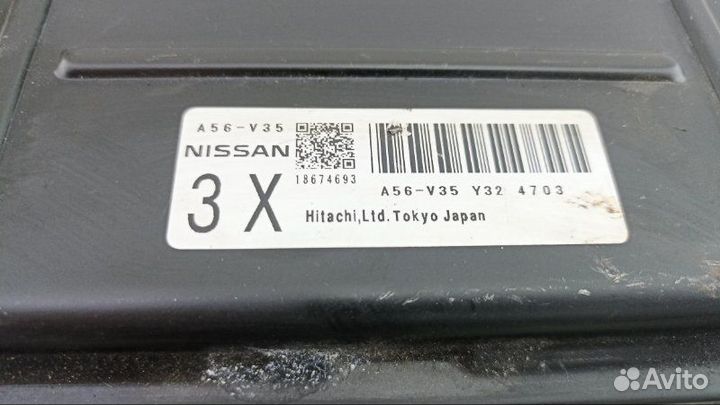 A56-V35
NISSAN
18674693
3 X
A56-V35 Y32 4703
Hitachi,Ltd.Tokyo Japan
Avito